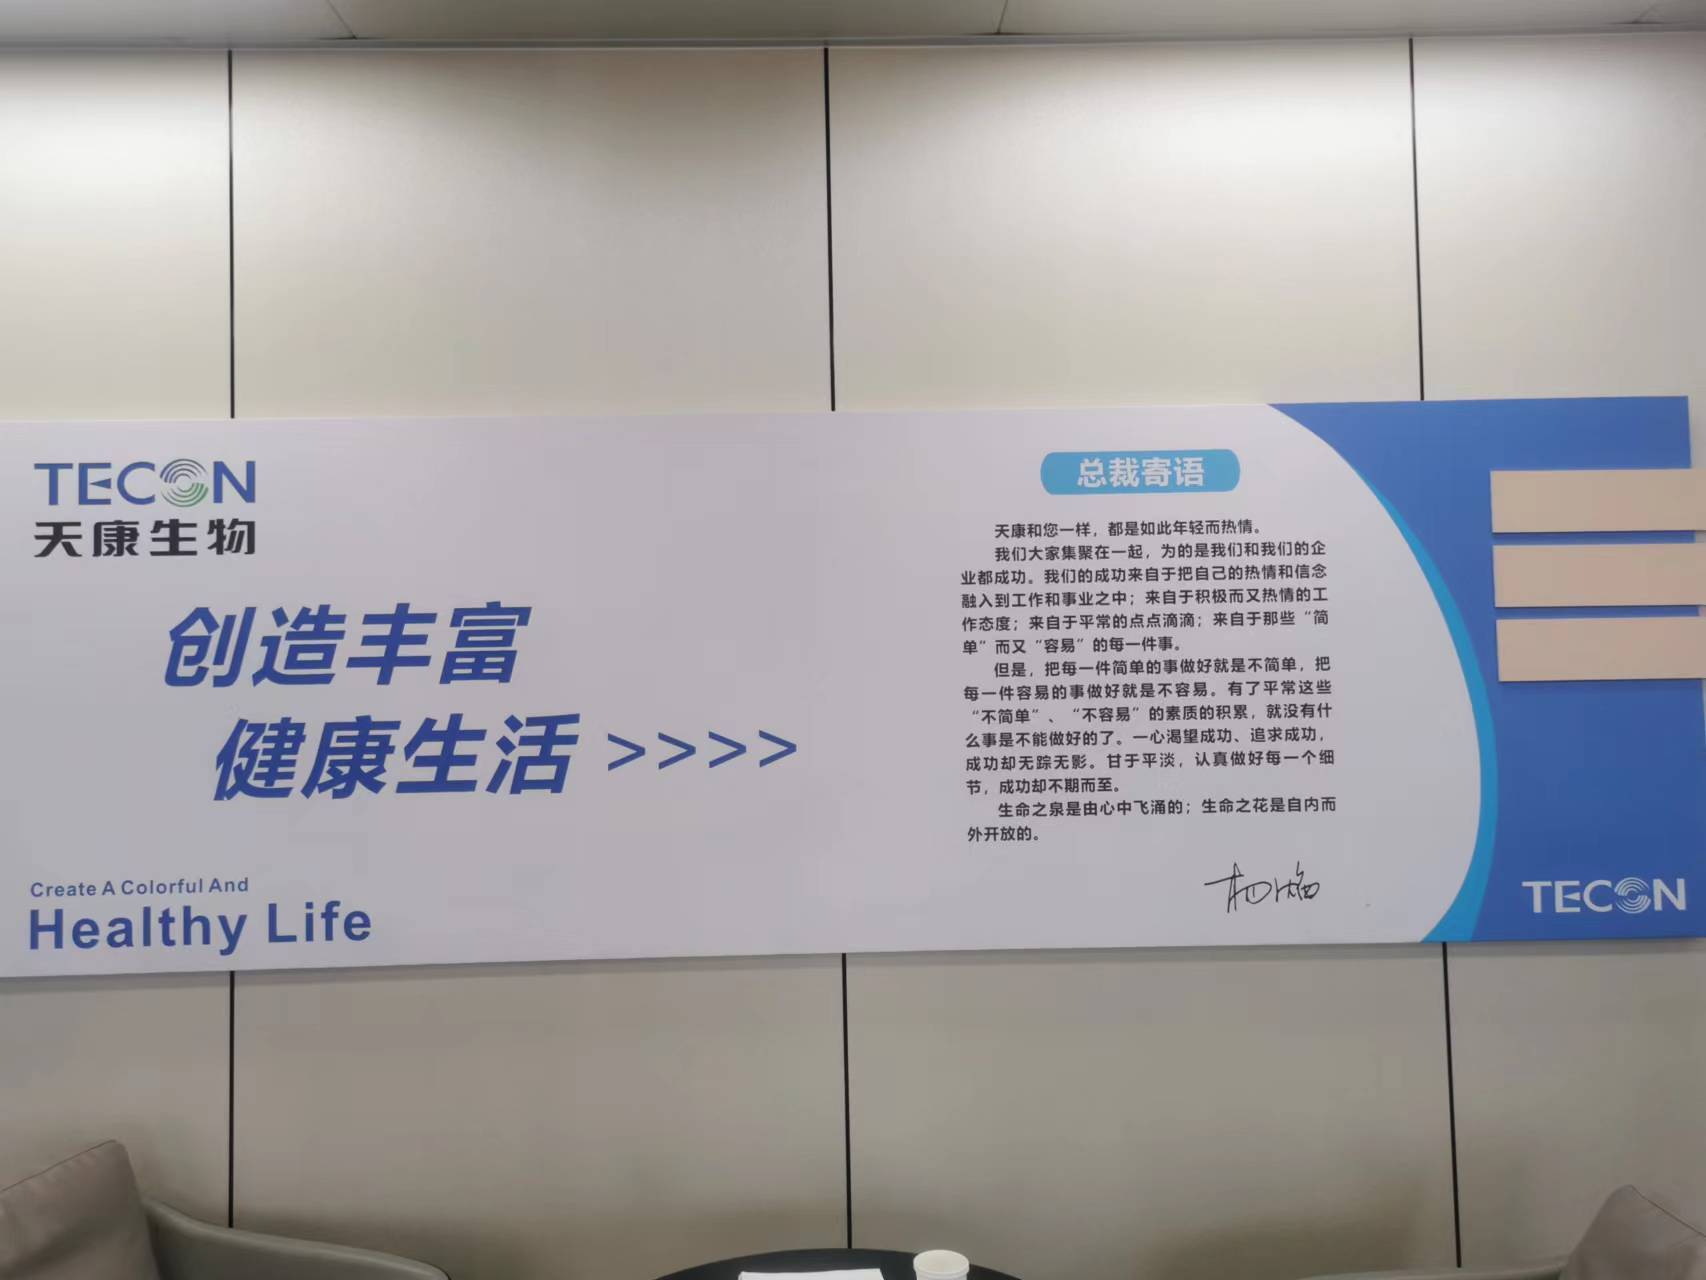 TECON
天康生物
创造丰富
健康生活 >>>>
Create A Colorful And
Healthy Life
总裁寄语
天康和您一样，都是如此年轻而热情。
我们大家集聚在一起，为的是我们和我们的企
业都成功。我们的成功来自于把自己的热情和信念
融入到工作和事业之中；来自于积极而又热情的工
作态度；来自于平常的点点滴滴；来自于那些“简
单”而又“容易”的每一件事。
但是，把每一件简单的事做好就是不简单，把
每一件容易的事做好就是不容易。有了平常这些
“不简单”、“不容易”的素质的积累，就没有什
么事是不能做好的了。一心渴望成功、追求成功，
成功却无踪无影。甘于平淡，认真做好每一个细
节，成功却不期而至。
生命之泉是由心中飞涌的；生命之花是自内而
外开放的。
TECON